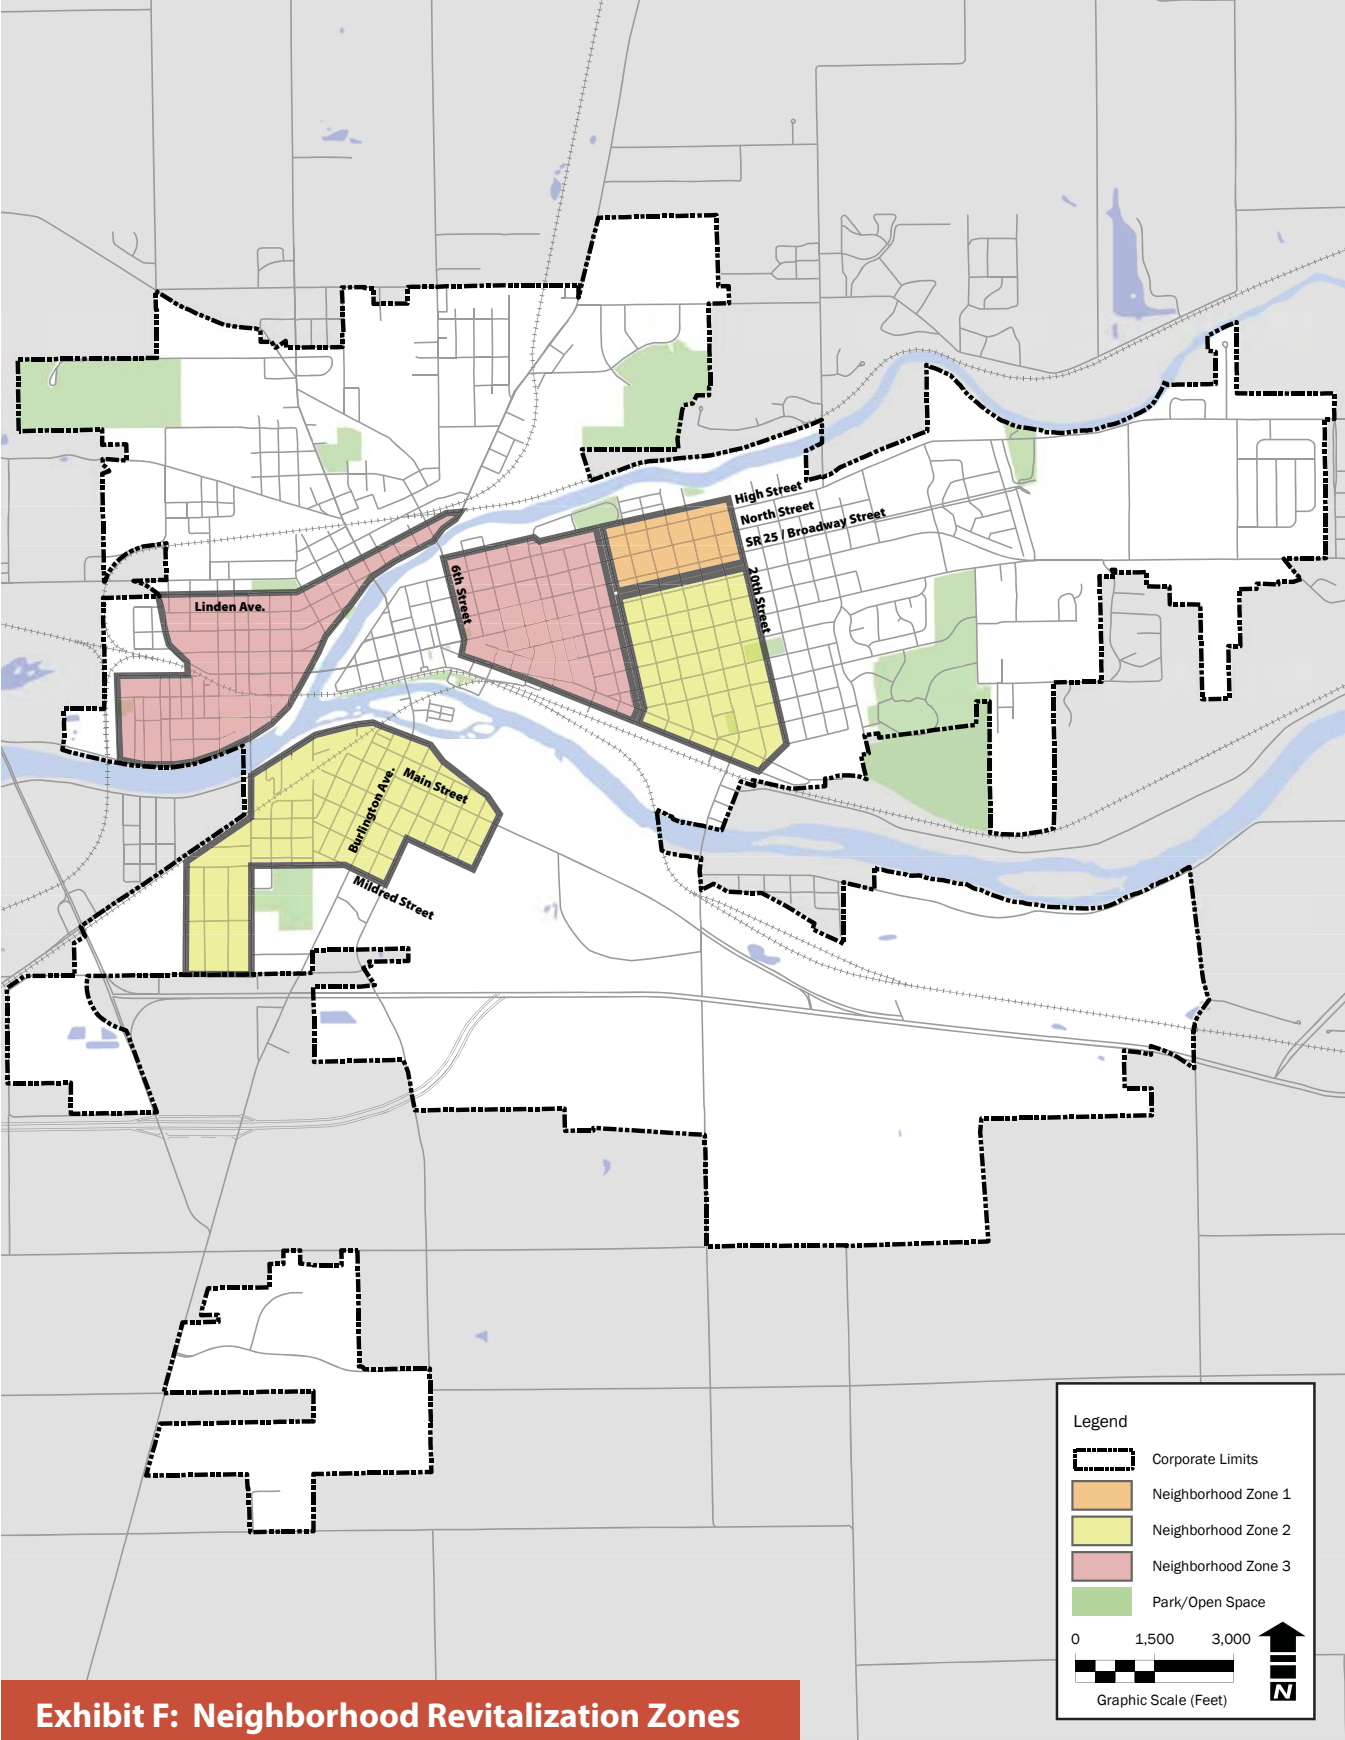 High Street
North Street
SR 25 / Broadway Street
6th Street
20th Street
Linden Ave.
Main Street
Burlington Ave.
Mildred Street
Legend
Corporate Limits
Neighborhood Zone 1
Neighborhood Zone 2
Neighborhood Zone 3
Park/Open Space
0 1,500 3,000
Graphic Scale (Feet)
N
Exhibit F: Neighborhood Revitalization Zones